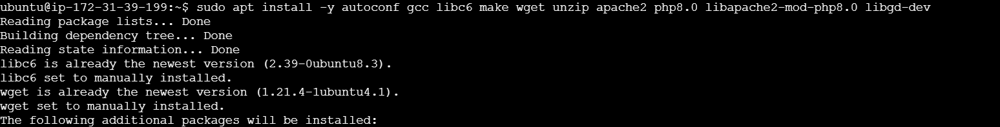 ubuntu@ip-172-31-39-199:~$ sudo apt install -y autoconf gcc libc6 make wget unzip apache2 php8.0 libapache2-mod-php8.0 libgd-dev
Reading package lists... Done
Building dependency tree... Done
Reading state information... Done
libc6 is already the newest version (2.39-0ubuntu8.3).
libc6 set to manually installed.
wget is already the newest version (1.21.4-1ubuntu4.1).
wget set to manually installed.
The following additional packages will be installed: